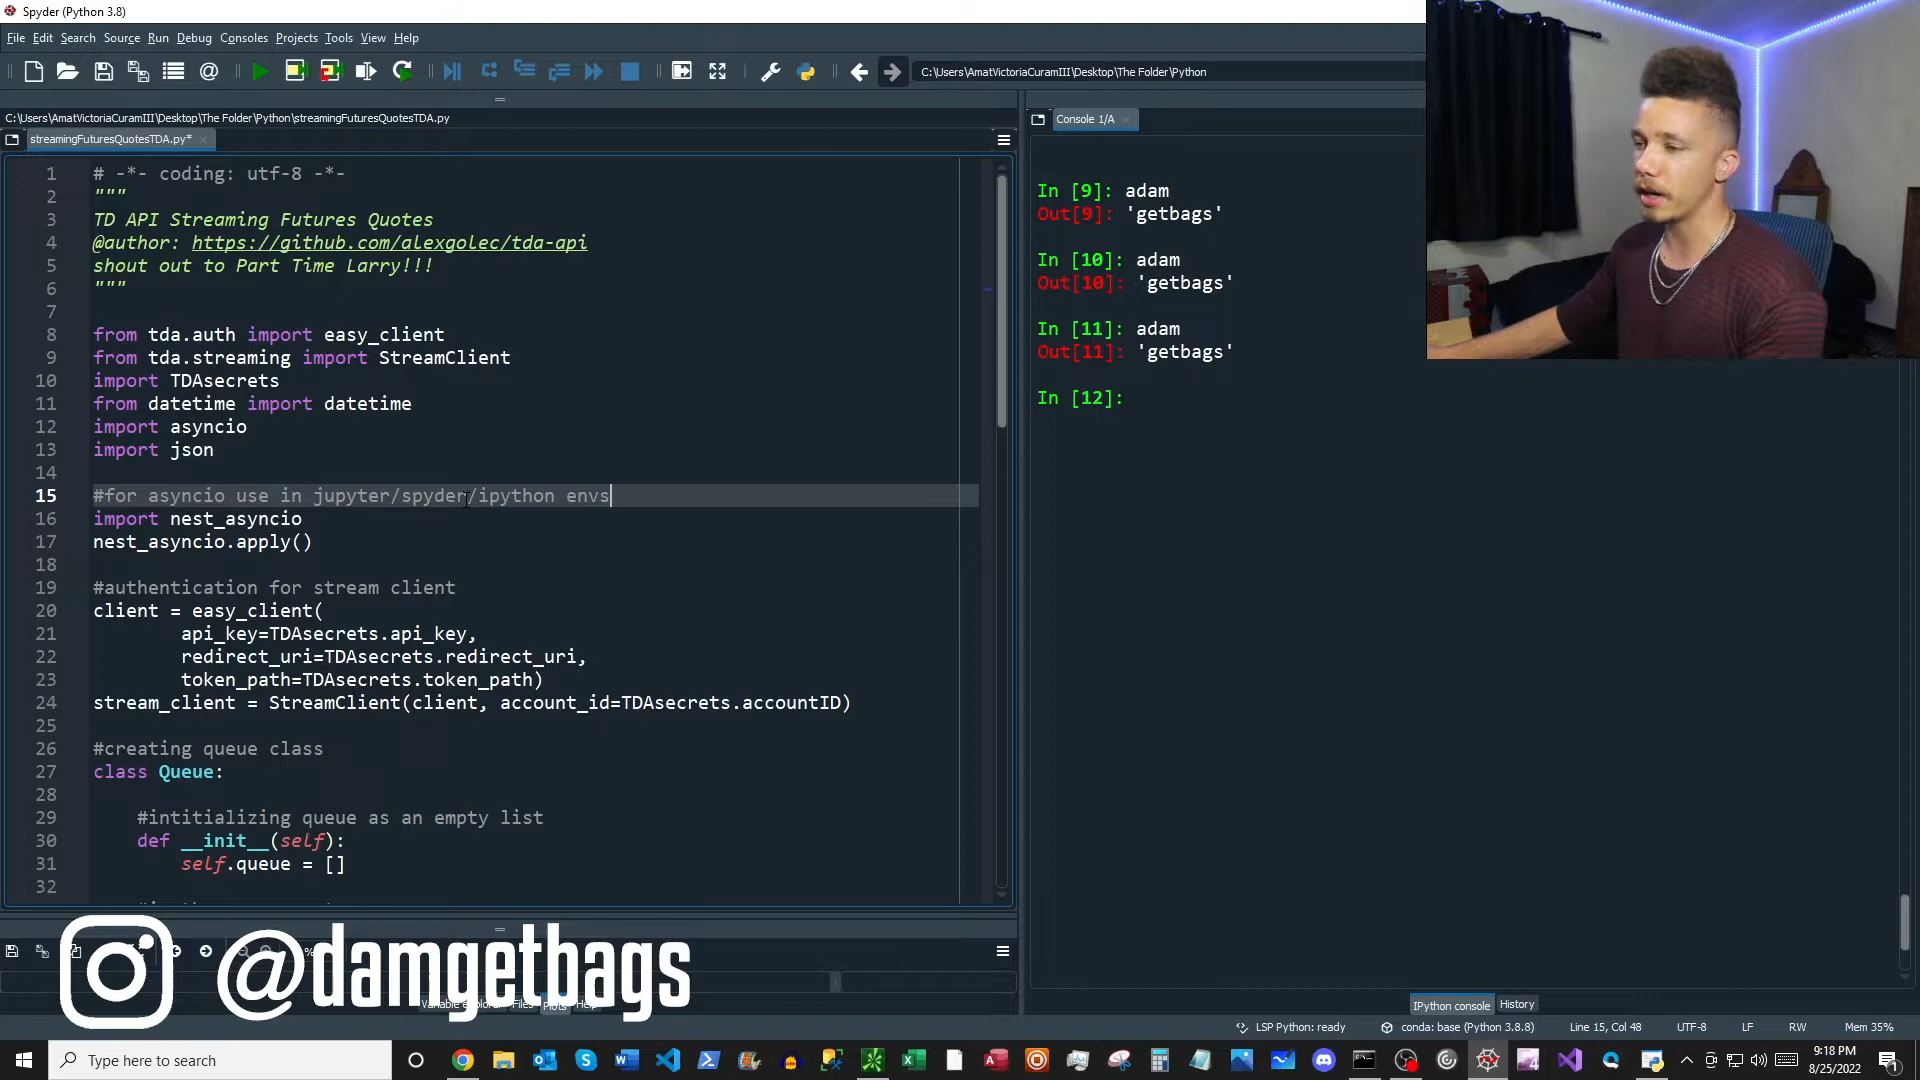 Spyder (Python 3.8)
File Edit Search Source Run Debug Consoles Projects Tools View Help
C:\Users\AmatVictoriaCuramIII\Desktop\The Folder\Python
C:\Users\AmatVictoriaCuramIII\Desktop\The Folder\Python\streamingFuturesQuotesTDA.py
streamingFuturesQuotesTDA.py*
1 # -*- coding: utf-8 -*-
2 """
3 TD API Streaming Futures Quotes
4 @author: https://github.com/alexgolec/tda-api
5 shout out to Part Time Larry!!!
6 """
7
8 from tda.auth import easy_client
9 from tda.streaming import StreamClient
10 import TDAsecrets
11 from datetime import datetime
12 import asyncio
13 import json
14
15 #for asyncio use in jupyter/spyder/ipython envs
16 import nest_asyncio
17 nest_asyncio.apply()
18
19 #authentication for stream client
20 client = easy_client(
21 api_key=TDAsecrets.api_key,
22 redirect_uri=TDAsecrets.redirect_uri,
23 token_path=TDAsecrets.token_path)
24 stream_client = StreamClient(client, account_id=TDAsecrets.accountID)
25
26 #creating queue class
27 class Queue:
28
29 #intitializing queue as an empty list
30 def __init__(self):
31 self.queue = []
32
Console 1/A
In [9]: adam
Out[9]: 'getbags'
In [10]: adam
Out[10]: 'getbags'
In [11]: adam
Out[11]: 'getbags'
In [12]:
@damgetbags
Files Plots Help
IPython console History
LSP Python: ready conda: base (Python 3.8.8) Line 15, Col 48 UTF-8 LF RW Mem 35%
Type here to search
9:18 PM
8/25/2022